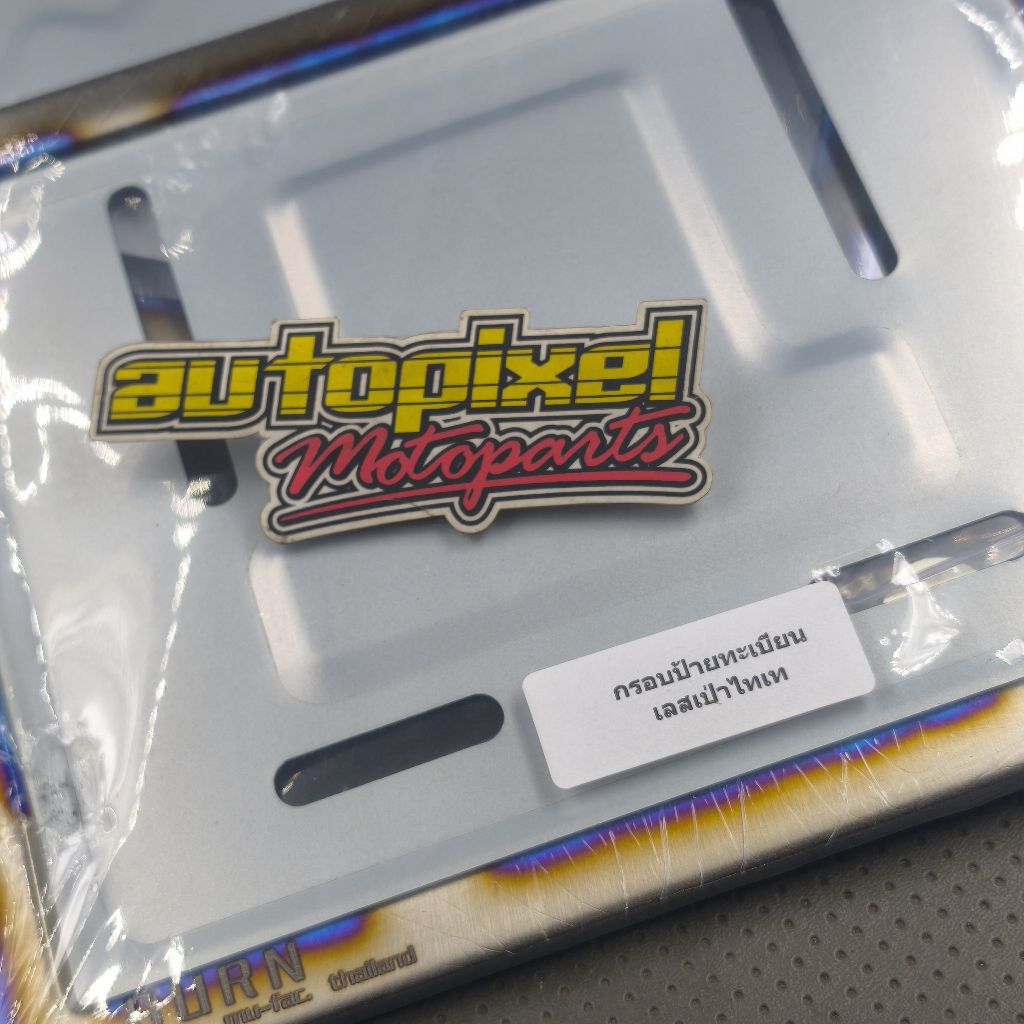 autopixel
Motoparts
กรอบป้ายทะเบียน
เลสเป่าไทเท
thailand